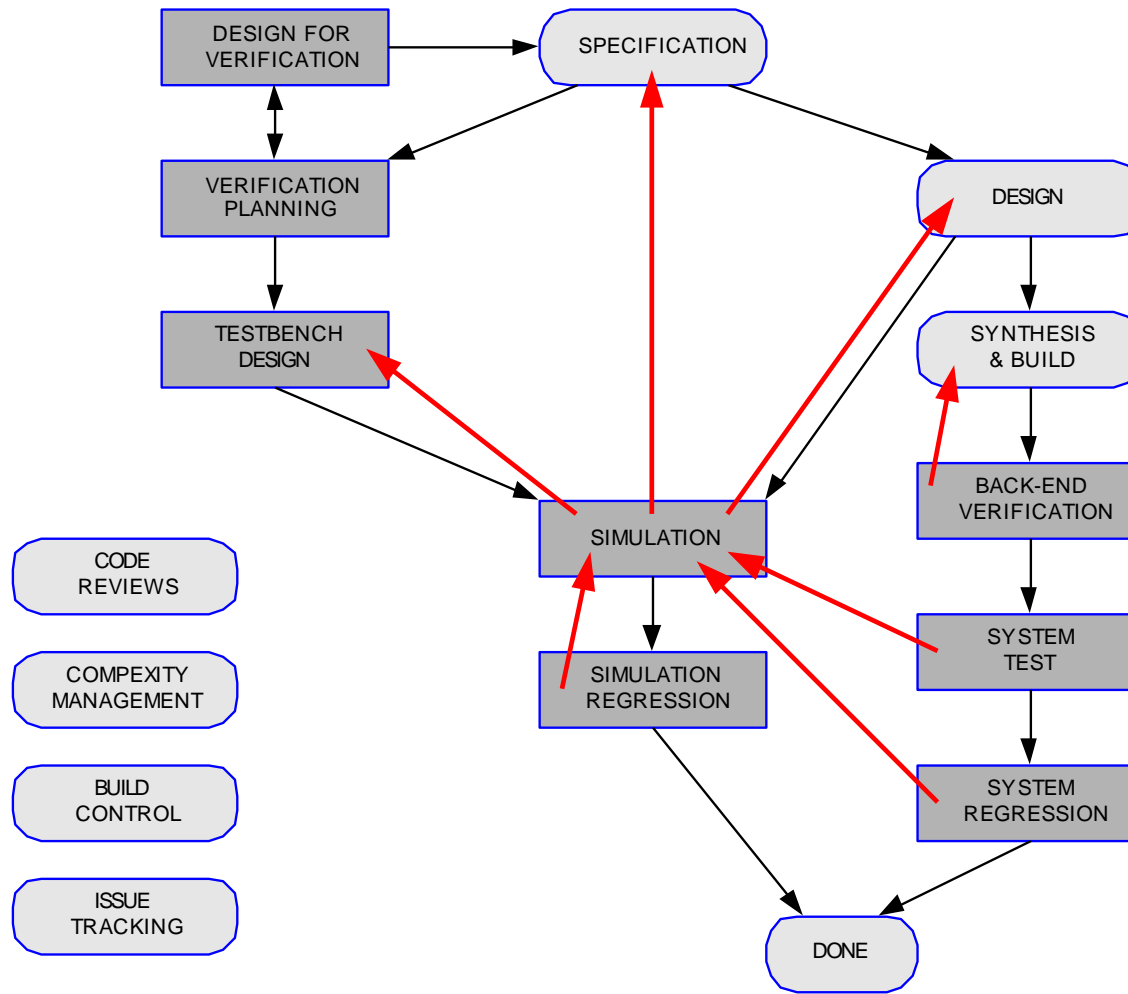 DESIGN FOR
VERIFICATION
SPECIFICATION
VERIFICATION
PLANNING
DESIGN
TESTBENCH
DESIGN
SYNTHESIS
& BUILD
SIMULATION
BACK-END
VERIFICATION
CODE
REVIEWS
SIMULATION
REGRESSION
SYSTEM
TEST
COMPEXITY
MANAGEMENT
BUILD
CONTROL
SYSTEM
REGRESSION
ISSUE
TRACKING
DONE